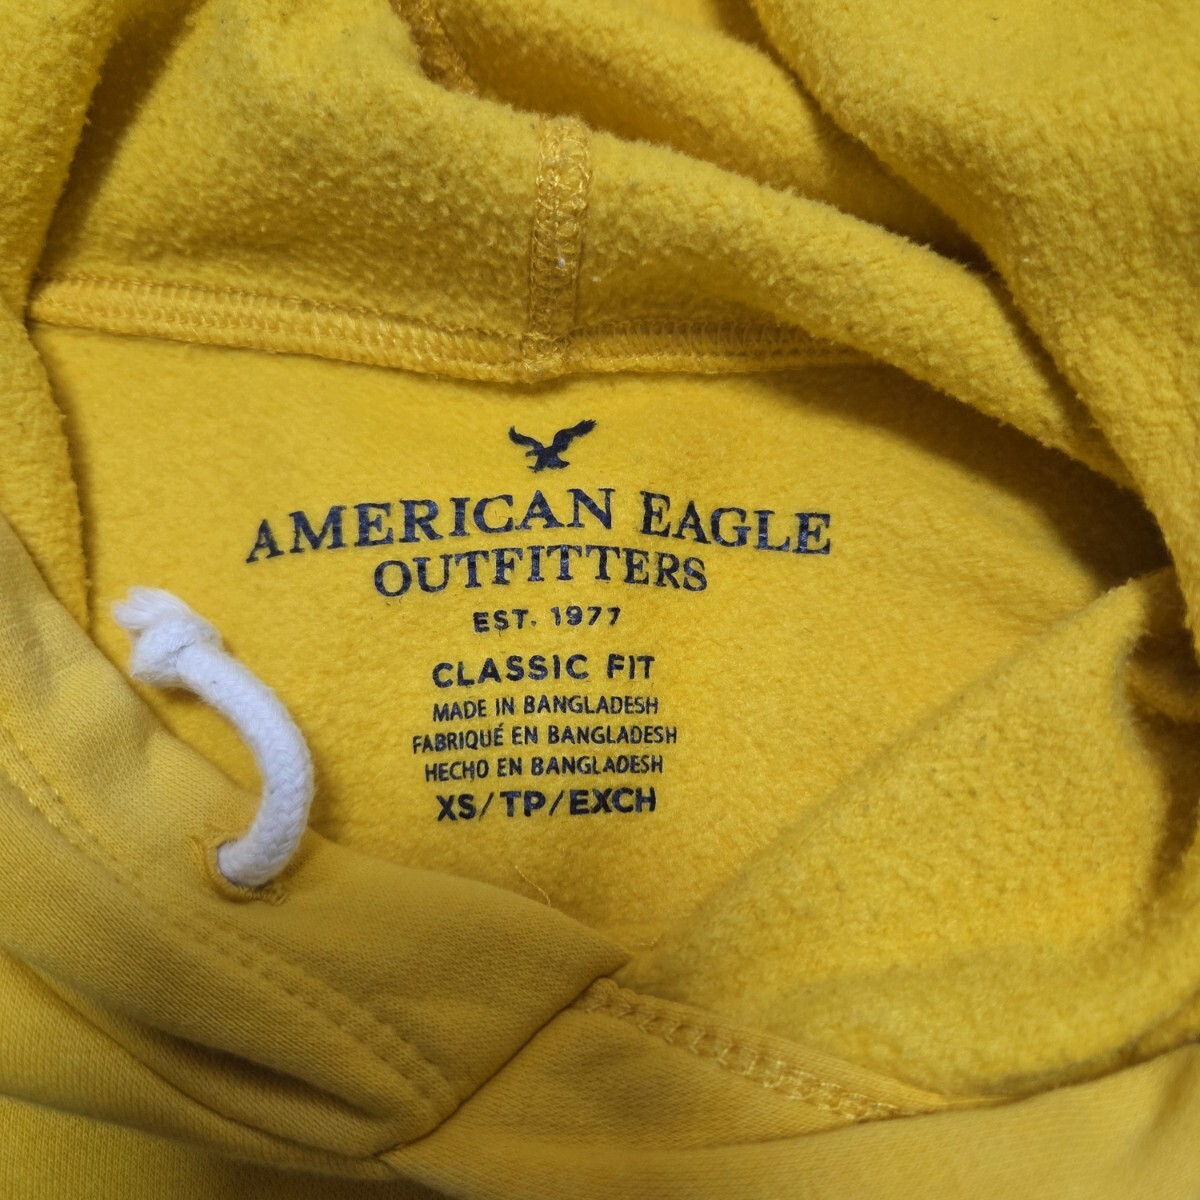 AMERICAN EAGLE
OUTFITTERS
EST. 1977
CLASSIC FIT
MADE IN BANGLADESH
FABRIQUÉ EN BANGLADESH
HECHO EN BANGLADESH
XS/TP/EXCH